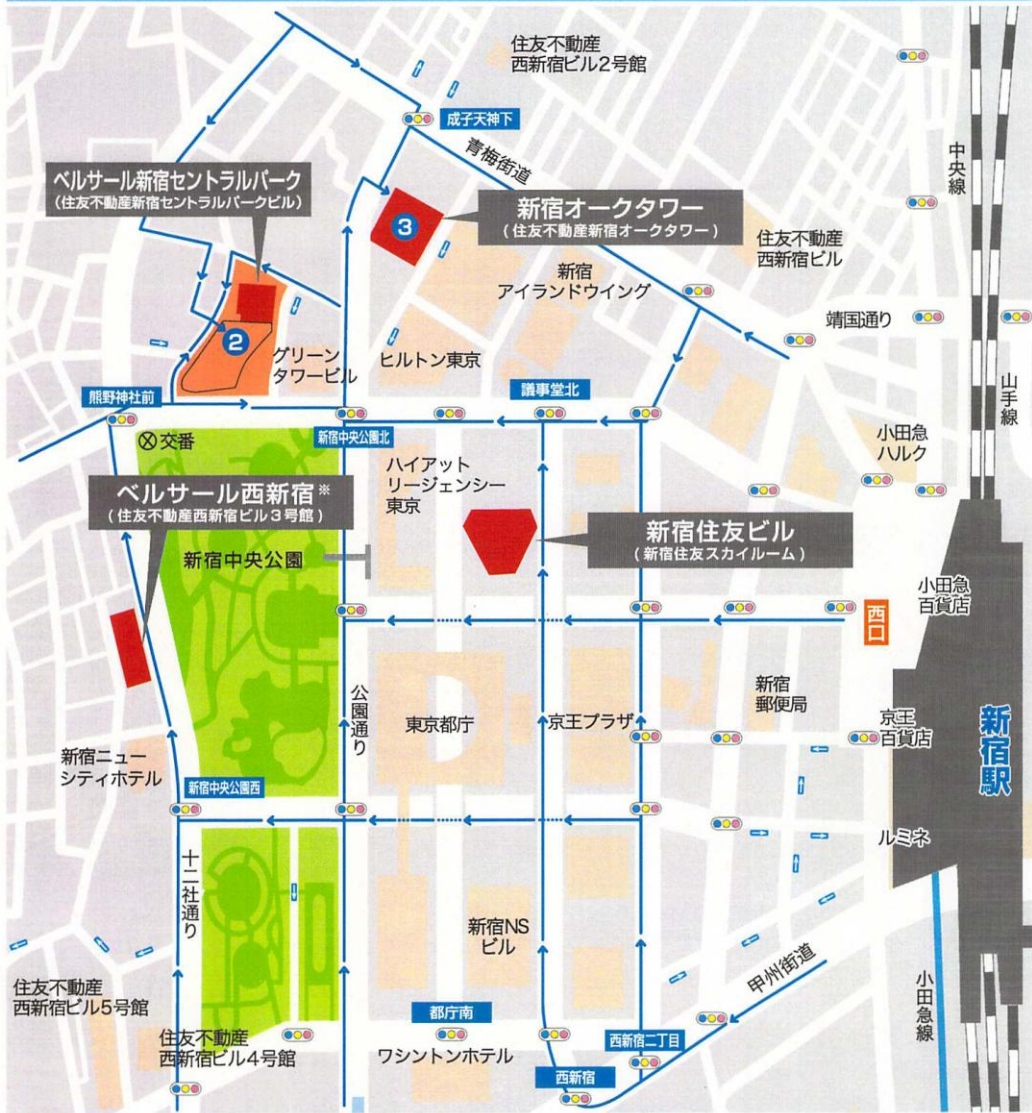 住友不動産
西新宿ビル2号館
成子天神下
青梅街道
中央線
ベルサール新宿セントラルパーク
(住友不動産新宿セントラルパークビル)
3
新宿オークタワー
(住友不動産新宿オークタワー)
住友不動産
西新宿ビル
新宿
アイランドウイング
靖国通り
2
グリーン
タワービル
ヒルトン東京
山手線
熊野神社前
議事堂北
交番
新宿中央公園北
小田急
ハルク
ハイアット
リージェンシー
東京
ベルサール西新宿※
(住友不動産西新宿ビル3号館)
新宿住友ビル
(新宿住友スカイルーム)
新宿中央公園
小田急
百貨店
西口
公園通り
東京都庁
京王プラザ
新宿
郵便局
京王
百貨店
新宿駅
新宿ニュー
シティホテル
新宿中央公園西
ルミネ
十二社通り
新宿NS
ビル
甲州街道
小田急線
住友不動産
西新宿ビル5号館
都庁南
住友不動産
西新宿ビル4号館
ワシントンホテル
西新宿二丁目
西新宿